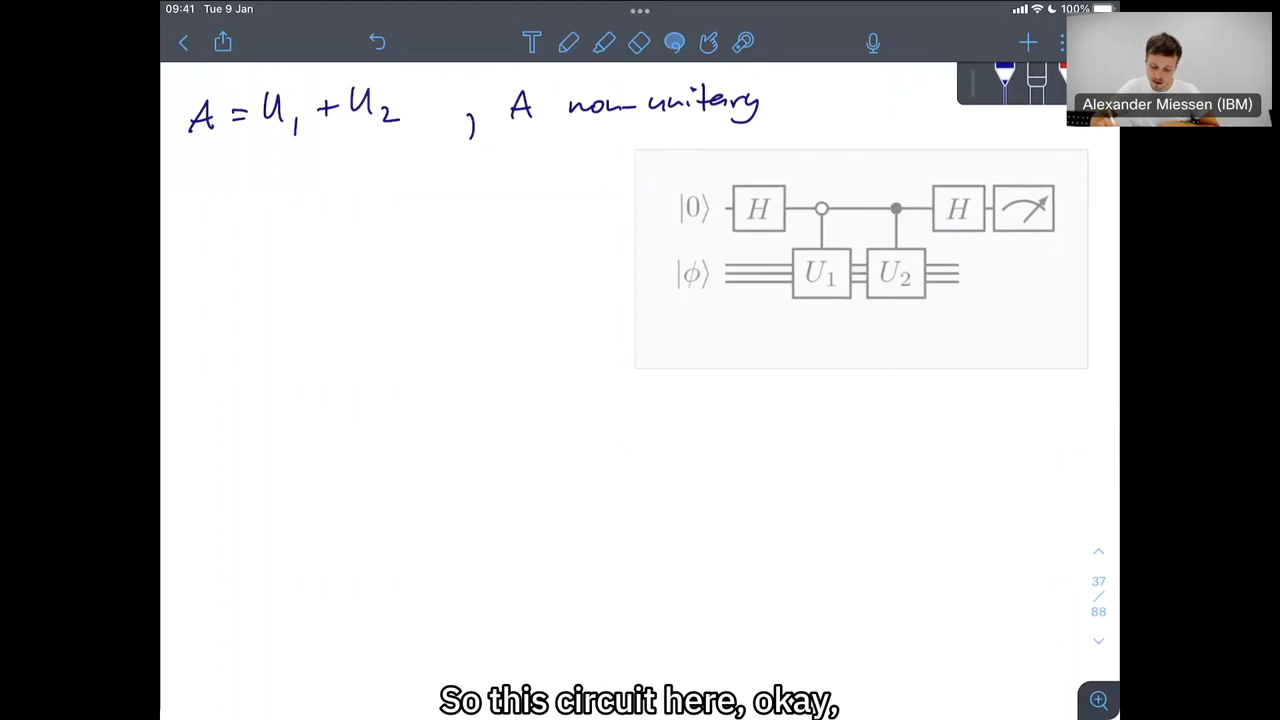 09:41 Tue 9 Jan
100%
T
Alexander Miessen (IBM)
A = U₁ + U₂ , A non-unitary
|0⟩ H H
|ϕ⟩ U₁ U₂
37
/
88
So this circuit here, okay,